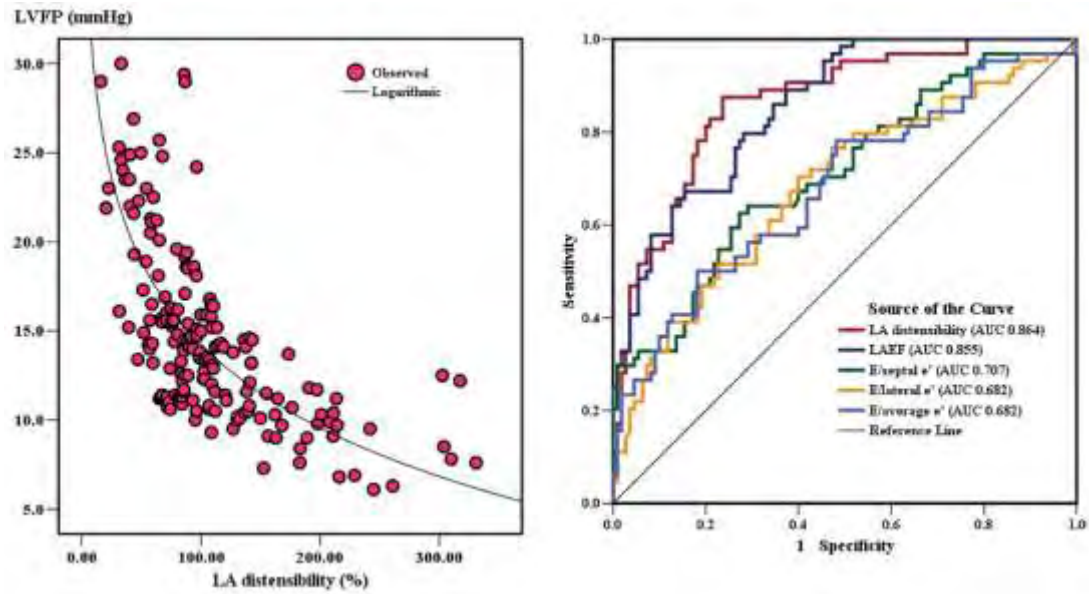 LVFP (mmHg)
30.0
25.0
20.0
15.0
10.0
5.0
0.00
100.00
200.00
300.00
LA distensibility (%)
Observed
Logarithmic
Sensitivity
1.0
0.8
0.6
0.4
0.2
0.0
0.0
0.2
0.4
0.6
0.8
1.0
1 Specificity
Source of the Curve
LA distensibility (AUC 0.864)
LAEF (AUC 0.855)
E/septal e' (AUC 0.707)
E/lateral e' (AUC 0.682)
E/average e' (AUC 0.682)
Reference Line